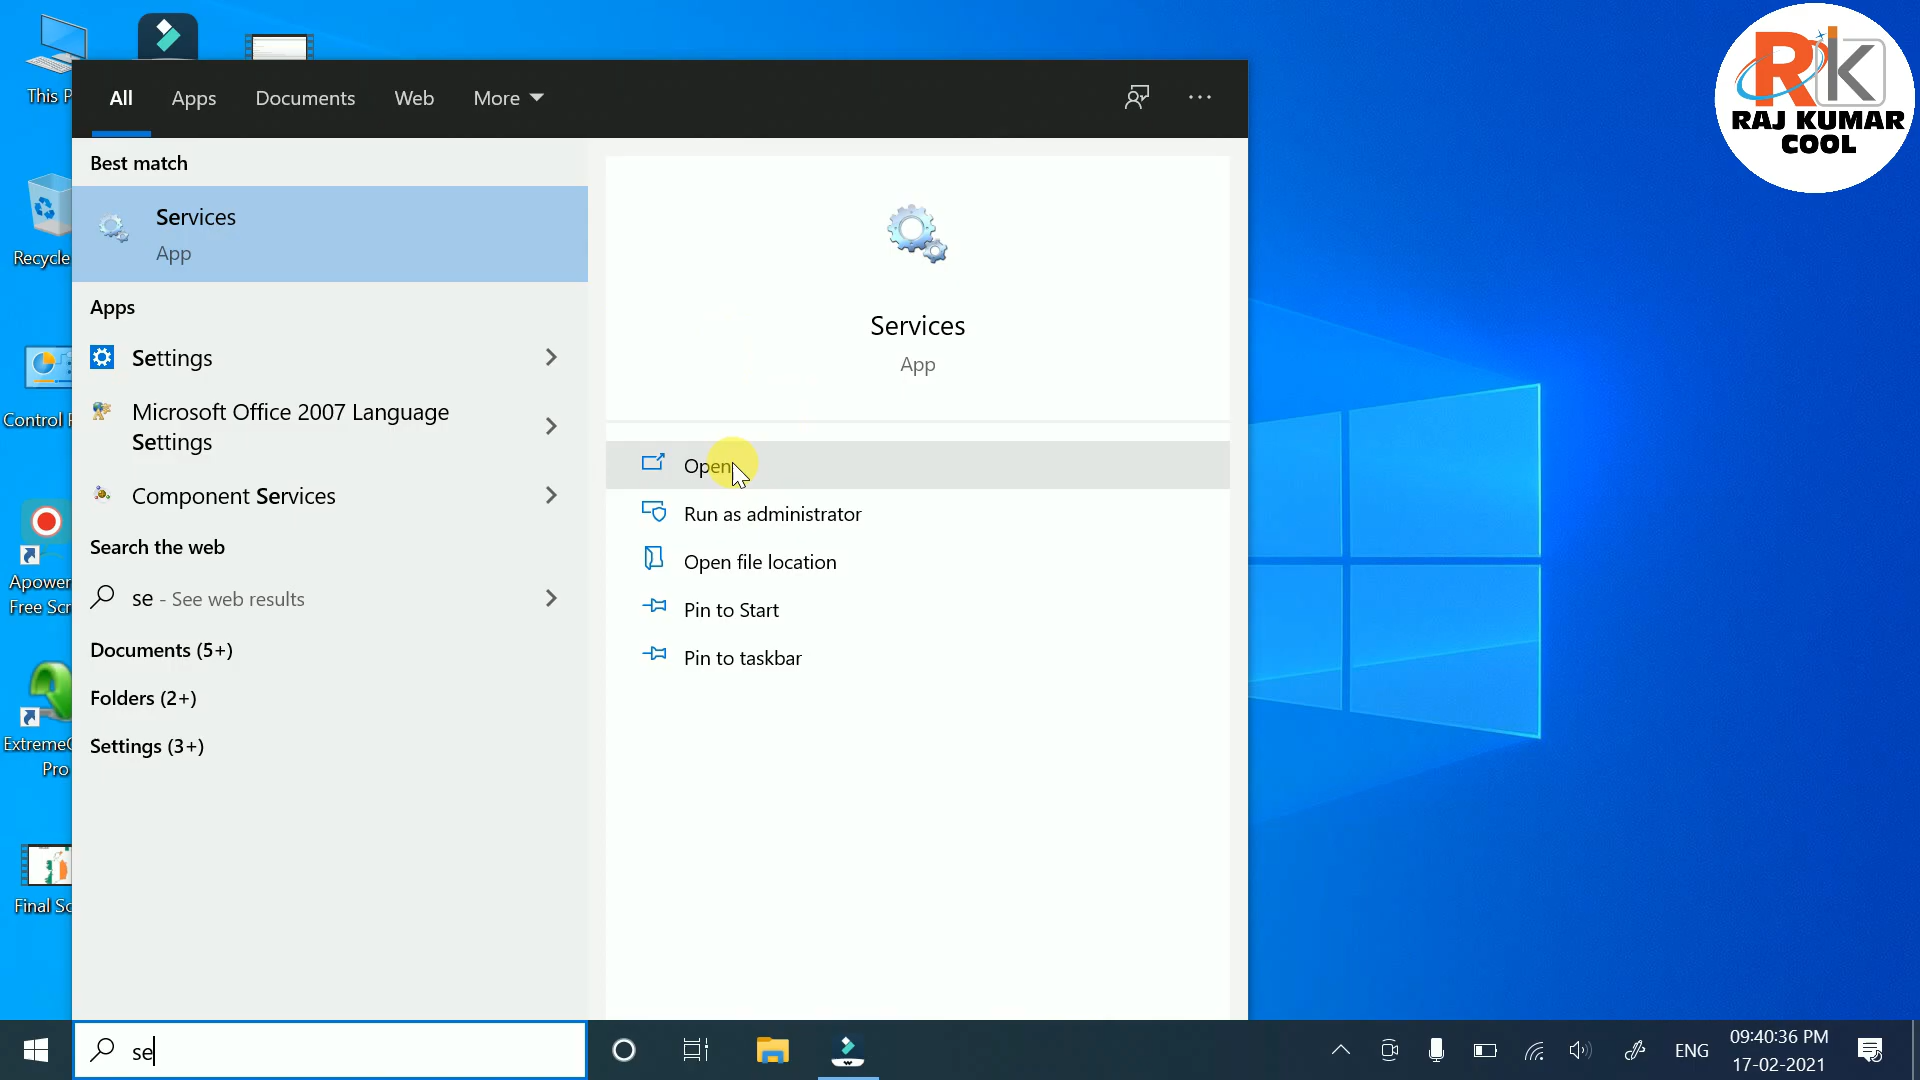 This P
Recycle
Control P
Apower
Free Scr
ExtremeC
Pro
Final Sc
All
Apps
Documents
Web
More
Best match
Services
App
Apps
Settings
Microsoft Office 2007 Language
Settings
Component Services
Search the web
se - See web results
Documents (5+)
Folders (2+)
Settings (3+)
Services
App
Open
Run as administrator
Open file location
Pin to Start
Pin to taskbar
RK
RAJ KUMAR
COOL
se
ENG
09:40:36 PM
17-02-2021